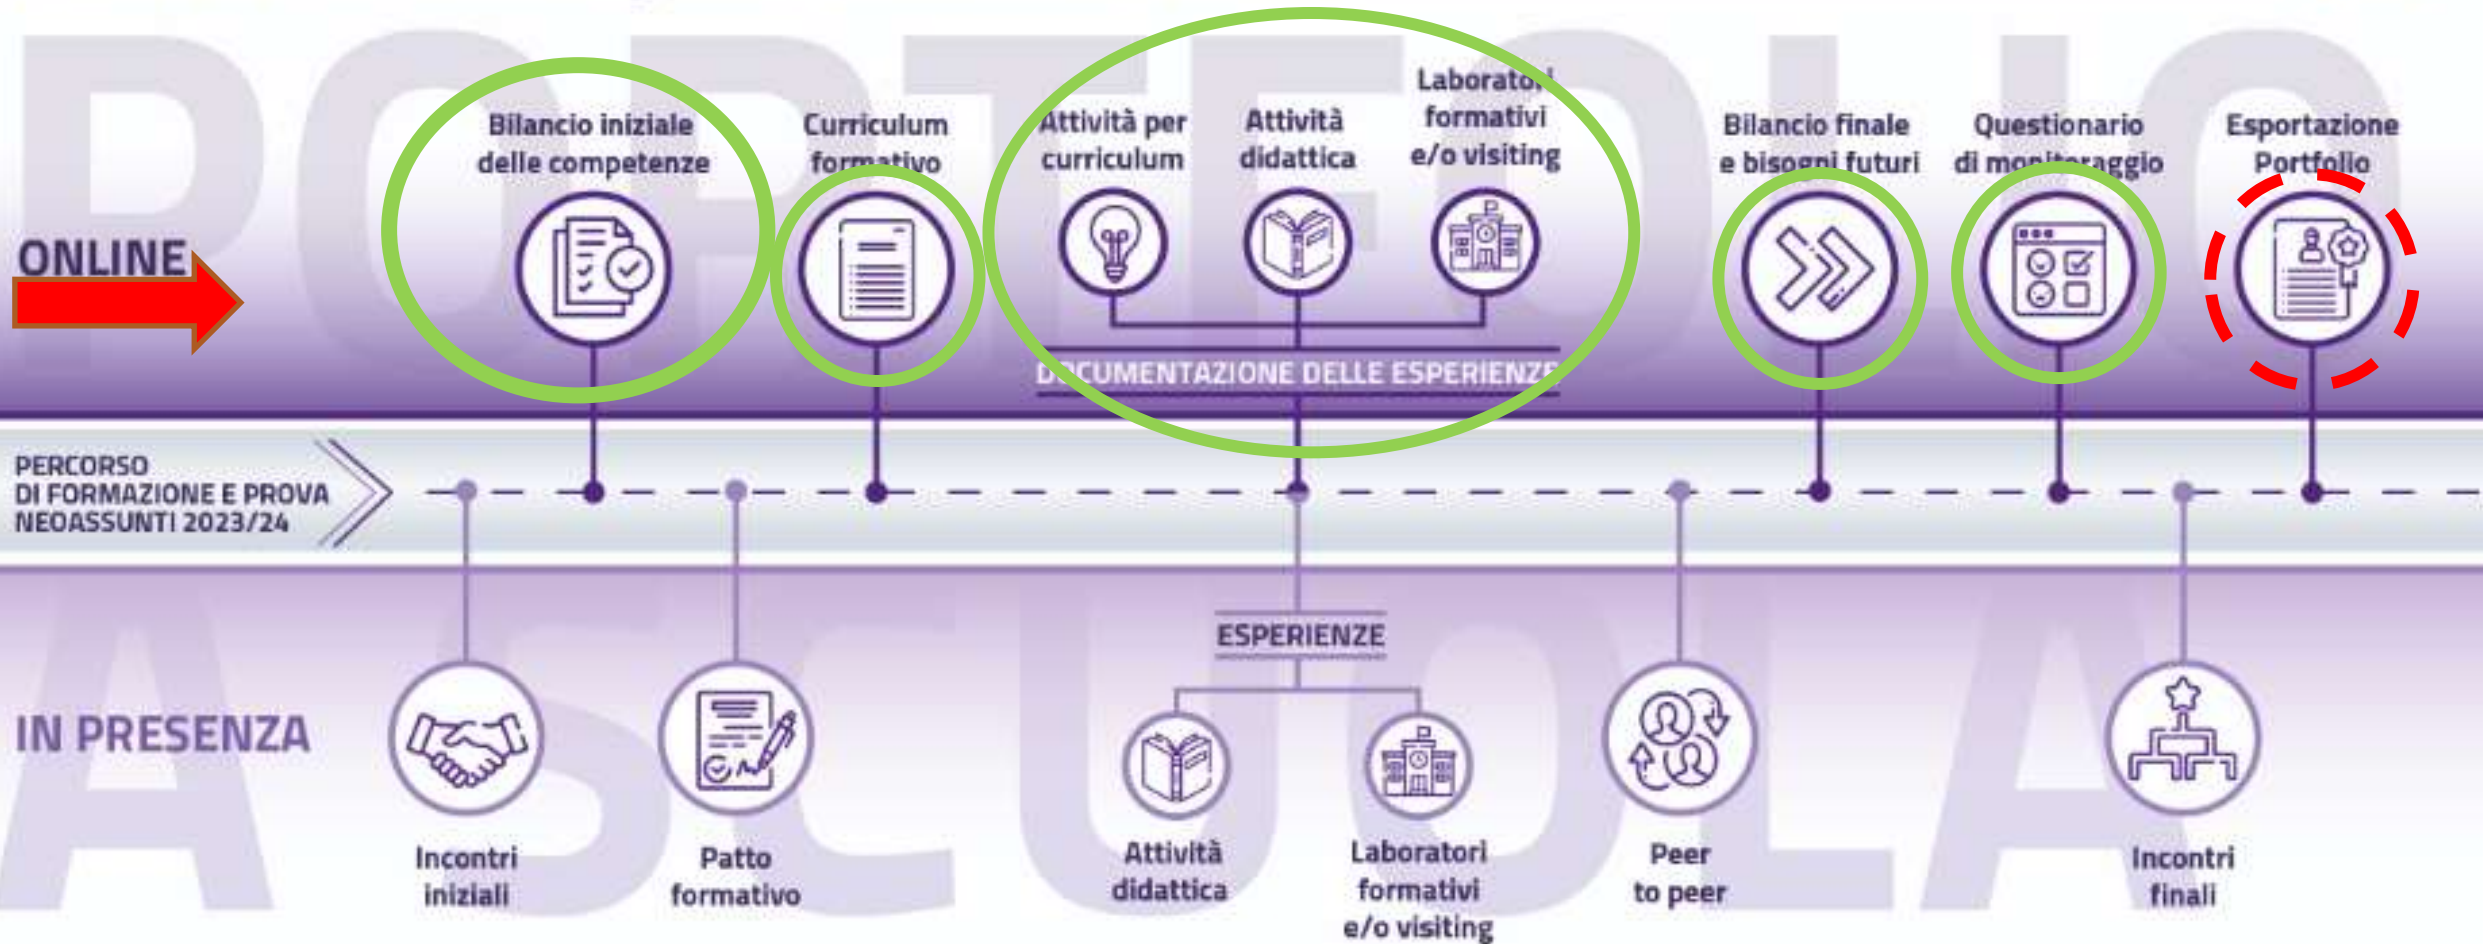 PORTFOLIO
Bilancio iniziale
delle competenze
Curriculum
formativo
Attività per
curriculum
Attività
didattica
Laboratori
formativi
e/o visiting
Bilancio finale
e bisogni futuri
Questionario
di monitoraggio
Esportazione
Portfolio
ONLINE
DOCUMENTAZIONE DELLE ESPERIENZE
PERCORSO
DI FORMAZIONE E PROVA
NEOASSUNTI 2023/24
A SCUOLA
ESPERIENZE
IN PRESENZA
Incontri
iniziali
Patto
formativo
Attività
didattica
Laboratori
formativi
e/o visiting
Peer
to peer
Incontri
finali